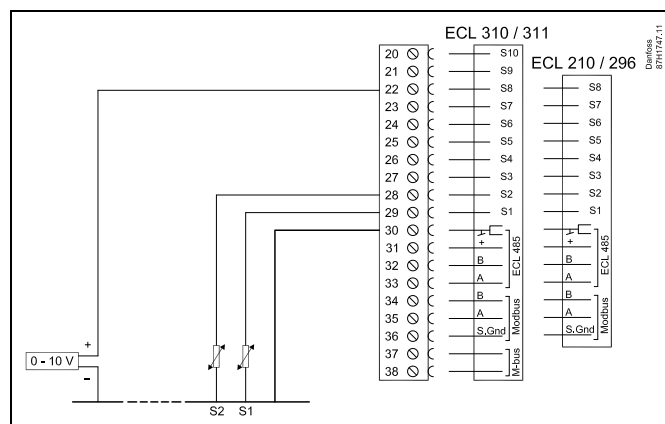 ECL 310 / 311
ECL 210 / 296
Danfoss
87H1747.11
20 S10
21 S9
22 S8 S8
23 S7 S7
24 S6 S6
25 S5 S5
26 S4 S4
27 S3 S3
28 S2 S2
29 S1 S1
30
31 + +
32 B B
33 A A
ECL 485 ECL 485
34 B B
35 A A
36 S.Gnd S.Gnd
Modbus Modbus
37
38
M-bus
+
0 - 10 V
–
S2 S1